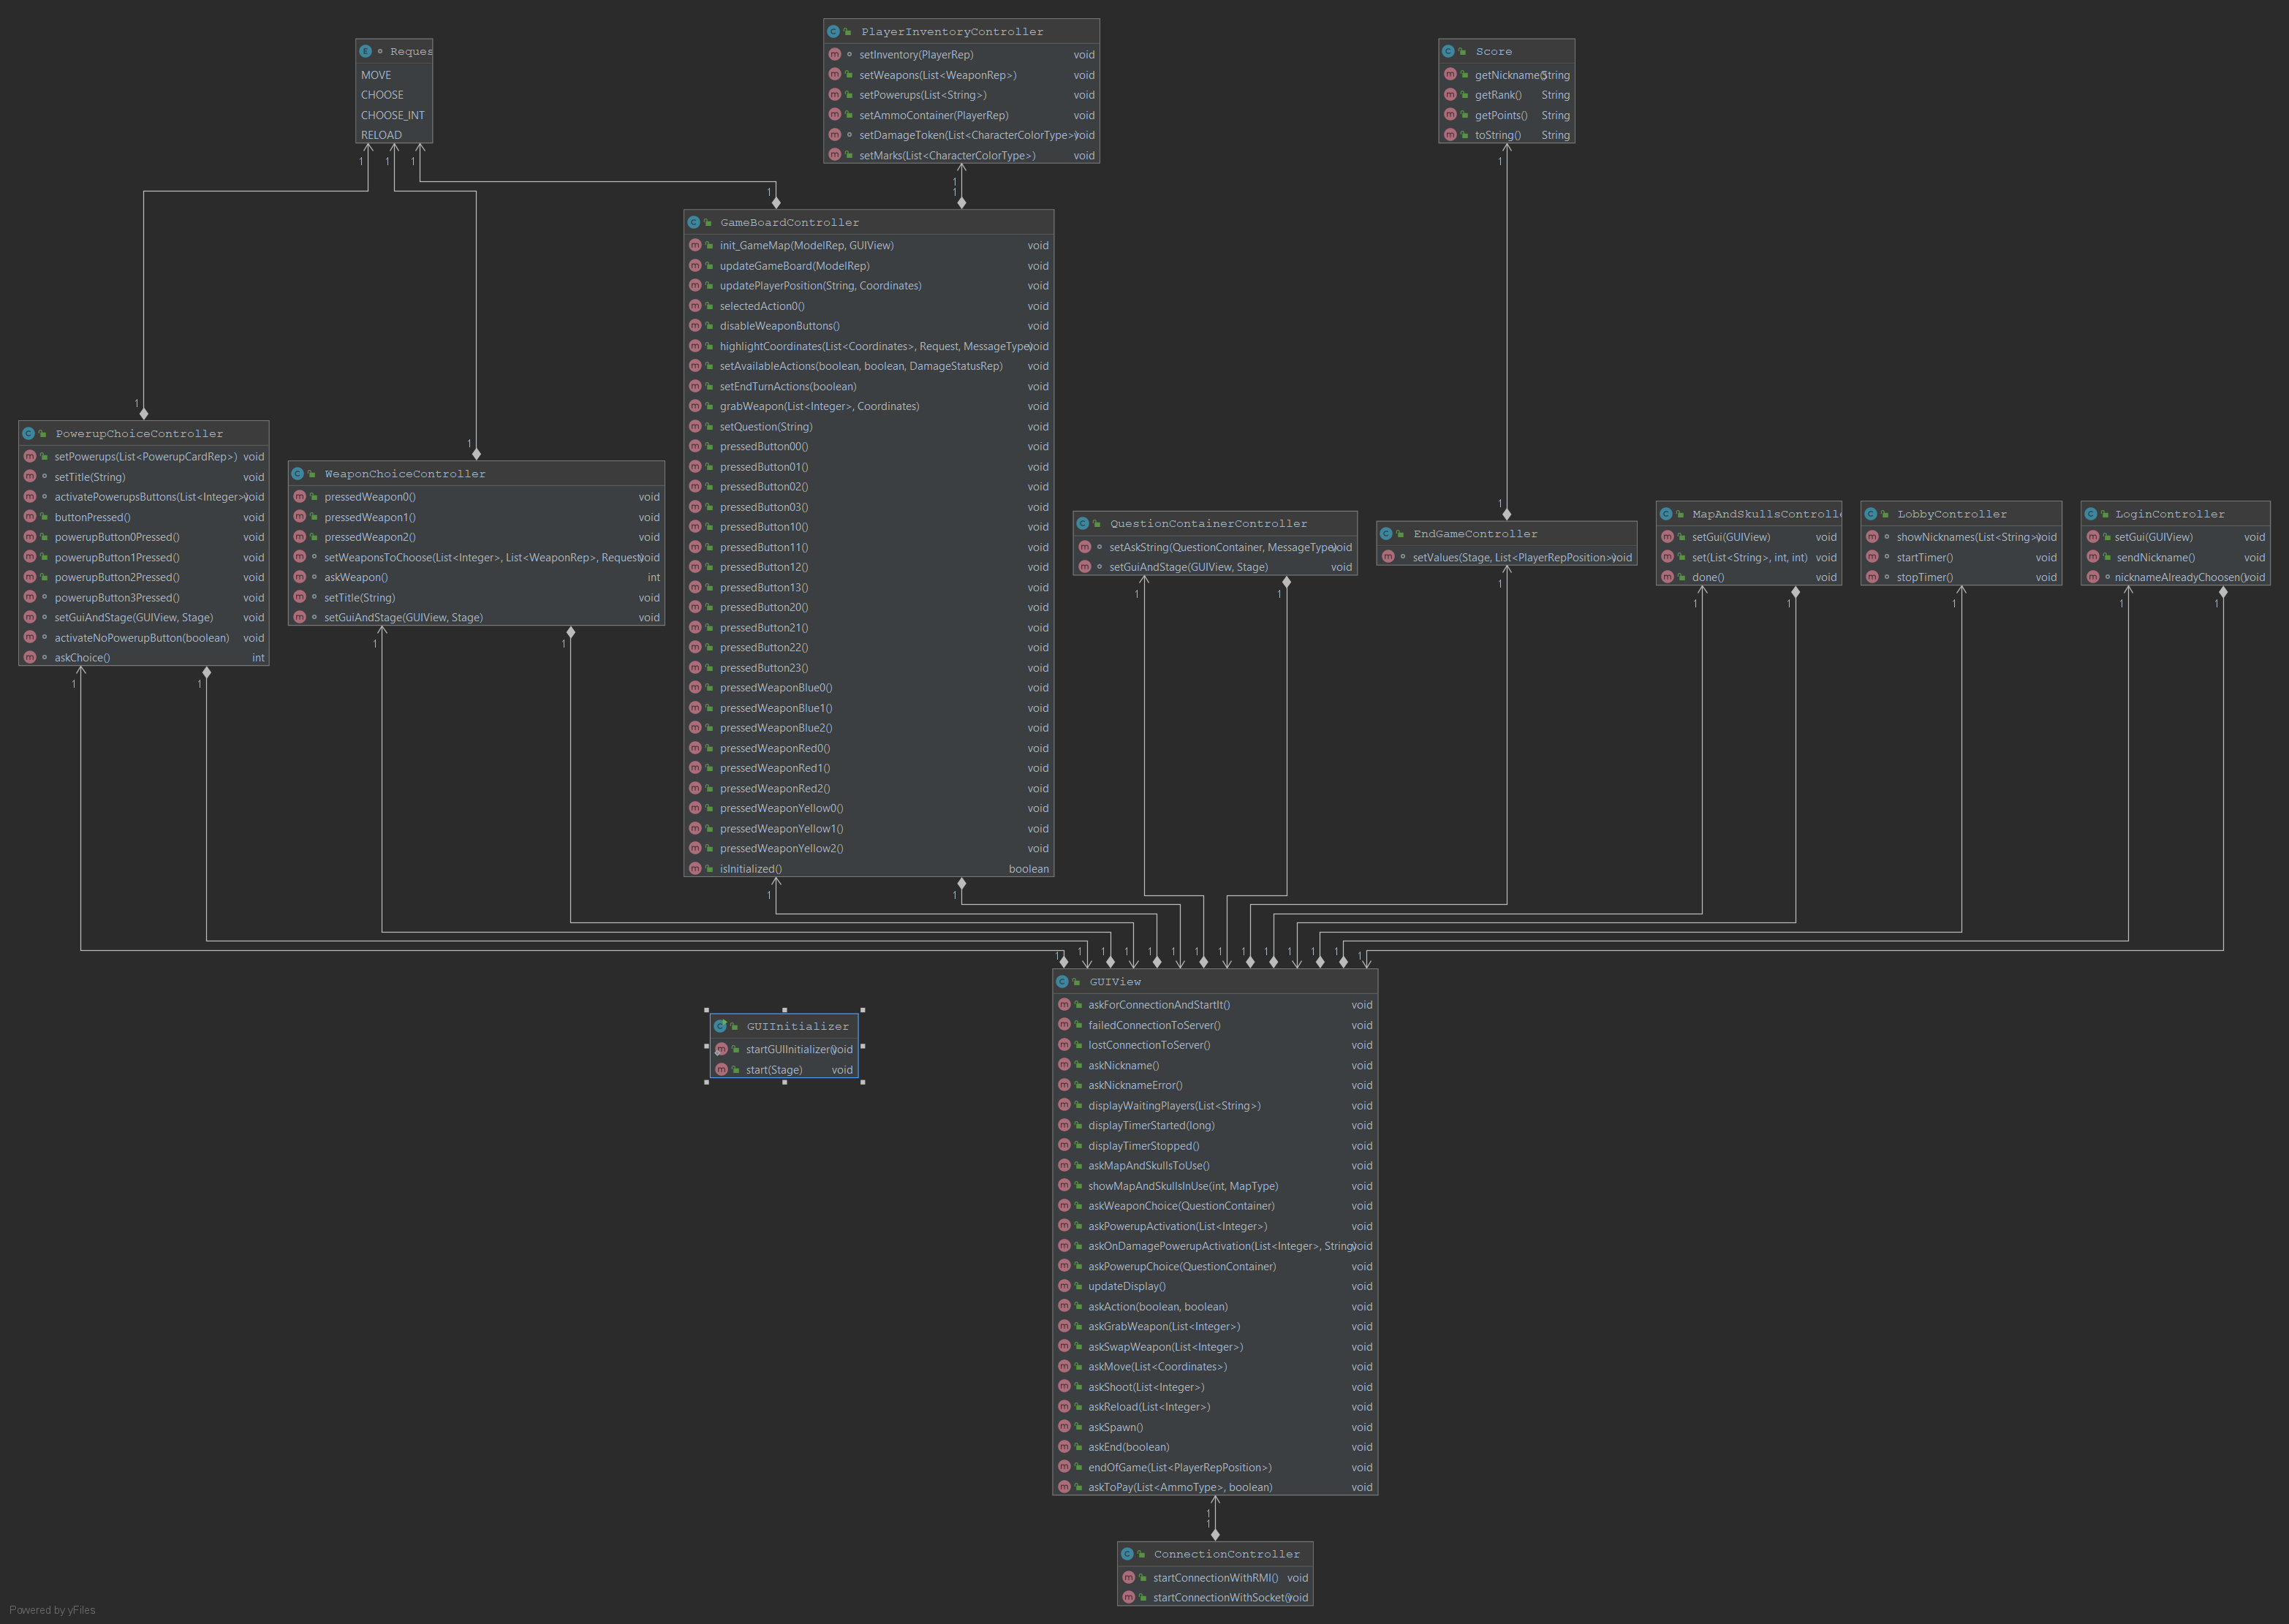 Reques
MOVE
CHOOSE
CHOOSE_INT
RELOAD
PlayerInventoryController
setInventory(PlayerRep) void
setWeapons(List<WeaponRep>) void
setPowerups(List<String>) void
setAmmoContainer(PlayerRep) void
setDamageToken(List<CharacterColorType>) void
setMarks(List<CharacterColorType>) void
Score
getNickname() String
getRank() String
getPoints() String
toString() String
GameBoardController
init_GameMap(ModelRep, GUIView) void
updateGameBoard(ModelRep) void
updatePlayerPosition(String, Coordinates) void
selectedAction0() void
disableWeaponButtons() void
highlightCoordinates(List<Coordinates>, Request, MessageType) void
setAvailableActions(boolean, boolean, DamageStatusRep) void
setEndTurnActions(boolean) void
grabWeapon(List<Integer>, Coordinates) void
setQuestion(String) void
pressedButton00() void
pressedButton01() void
pressedButton02() void
pressedButton03() void
pressedButton10() void
pressedButton11() void
pressedButton12() void
pressedButton13() void
pressedButton20() void
pressedButton21() void
pressedButton22() void
pressedButton23() void
pressedWeaponBlue0() void
pressedWeaponBlue1() void
pressedWeaponBlue2() void
pressedWeaponRed0() void
pressedWeaponRed1() void
pressedWeaponRed2() void
pressedWeaponYellow0() void
pressedWeaponYellow1() void
pressedWeaponYellow2() void
isInitialized() boolean
PowerupChoiceController
setPowerups(List<PowerupCardRep>) void
setTitle(String) void
activatePowerupsButtons(List<Integer>) void
buttonPressed() void
powerupButton0Pressed() void
powerupButton1Pressed() void
powerupButton2Pressed() void
powerupButton3Pressed() void
setGuiAndStage(GUIView, Stage) void
activateNoPowerupButton(boolean) void
askChoice() int
WeaponChoiceController
pressedWeapon0() void
pressedWeapon1() void
pressedWeapon2() void
setWeaponsToChoose(List<Integer>, List<WeaponRep>, Request) void
askWeapon() int
setTitle(String) void
setGuiAndStage(GUIView, Stage) void
QuestionContainerController
setAskString(QuestionContainer, MessageType) void
setGuiAndStage(GUIView, Stage) void
EndGameController
setValues(Stage, List<PlayerRepPosition>) void
MapAndSkullsControlle
setGui(GUIView) void
set(List<String>, int, int) void
done() void
LobbyController
showNicknames(List<String>) void
startTimer() void
stopTimer() void
LoginController
setGui(GUIView) void
sendNickname() void
nicknameAlreadyChoosen() void
GUIInitializer
startGUIInitializer() void
start(Stage) void
GUIView
askForConnectionAndStartIt() void
failedConnectionToServer() void
lostConnectionToServer() void
askNickname() void
askNicknameError() void
displayWaitingPlayers(List<String>) void
displayTimerStarted(long) void
displayTimerStopped() void
askMapAndSkullsToUse() void
showMapAndSkullsInUse(int, MapType) void
askWeaponChoice(QuestionContainer) void
askPowerupActivation(List<Integer>) void
askOnDamagePowerupActivation(List<Integer>, String) void
askPowerupChoice(QuestionContainer) void
updateDisplay() void
askAction(boolean, boolean) void
askGrabWeapon(List<Integer>) void
askSwapWeapon(List<Integer>) void
askMove(List<Coordinates>) void
askShoot(List<Integer>) void
askReload(List<Integer>) void
askSpawn() void
askEnd(boolean) void
endOfGame(List<PlayerRepPosition>) void
askToPay(List<AmmoType>, boolean) void
ConnectionController
startConnectionWithRMI() void
startConnectionWithSocket() void
Powered by yFiles